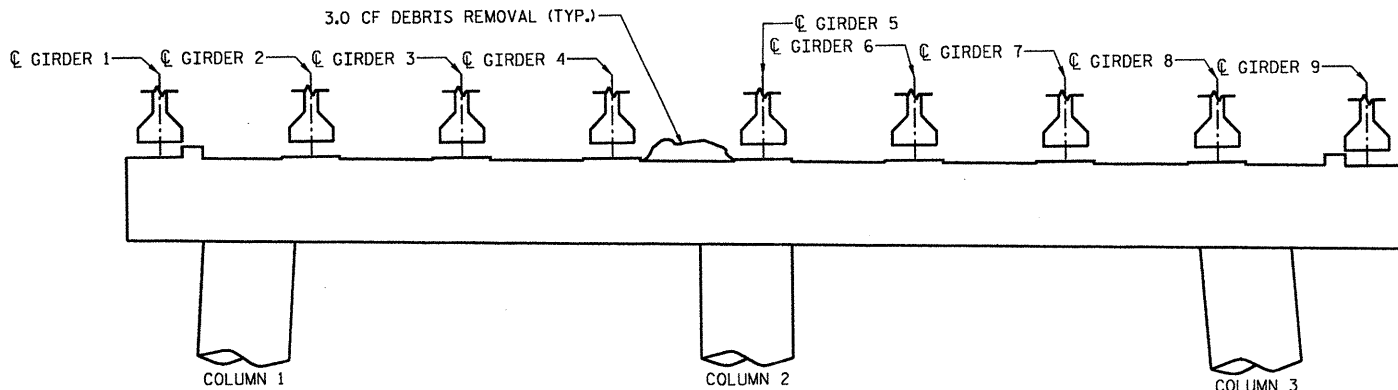 3.0 CF DEBRIS REMOVAL (TYP.)
℄ GIRDER 5
℄ GIRDER 1
℄ GIRDER 2
℄ GIRDER 3
℄ GIRDER 4
℄ GIRDER 6
℄ GIRDER 7
℄ GIRDER 8
℄ GIRDER 9
COLUMN 1
COLUMN 2
COLUMN 3